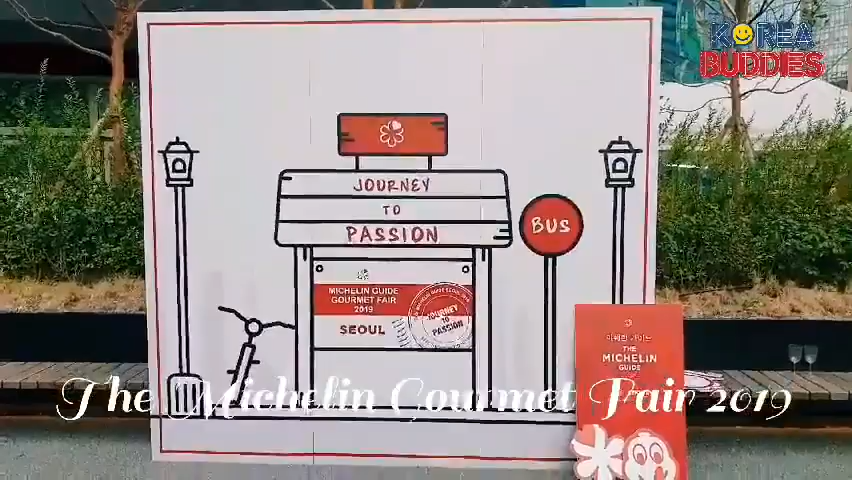 KOREA
BUDDIES
JOURNEY
TO
PASSION
BUS
MICHELIN GUIDE
GOURMET FAIR
2019
SEOUL
JOURNEY
TO
PASSION
미쉐린 가이드
THE
MICHELIN
GUIDE
The Michelin Gourmet Fair 2019